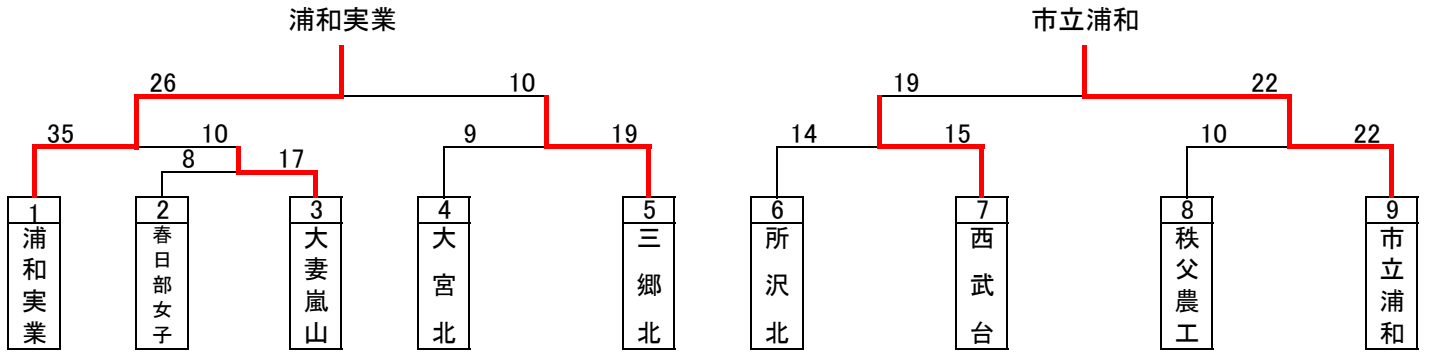 浦和実業 市立浦和
26 10 19 22
35 10 9 19 14 15 10 22
8 17
1 2 3 4 5 6 7 8 9
浦和実業
春日部女子
大妻嵐山
大宮北
三郷北
所沢北
西武台
秩父農工
市立浦和